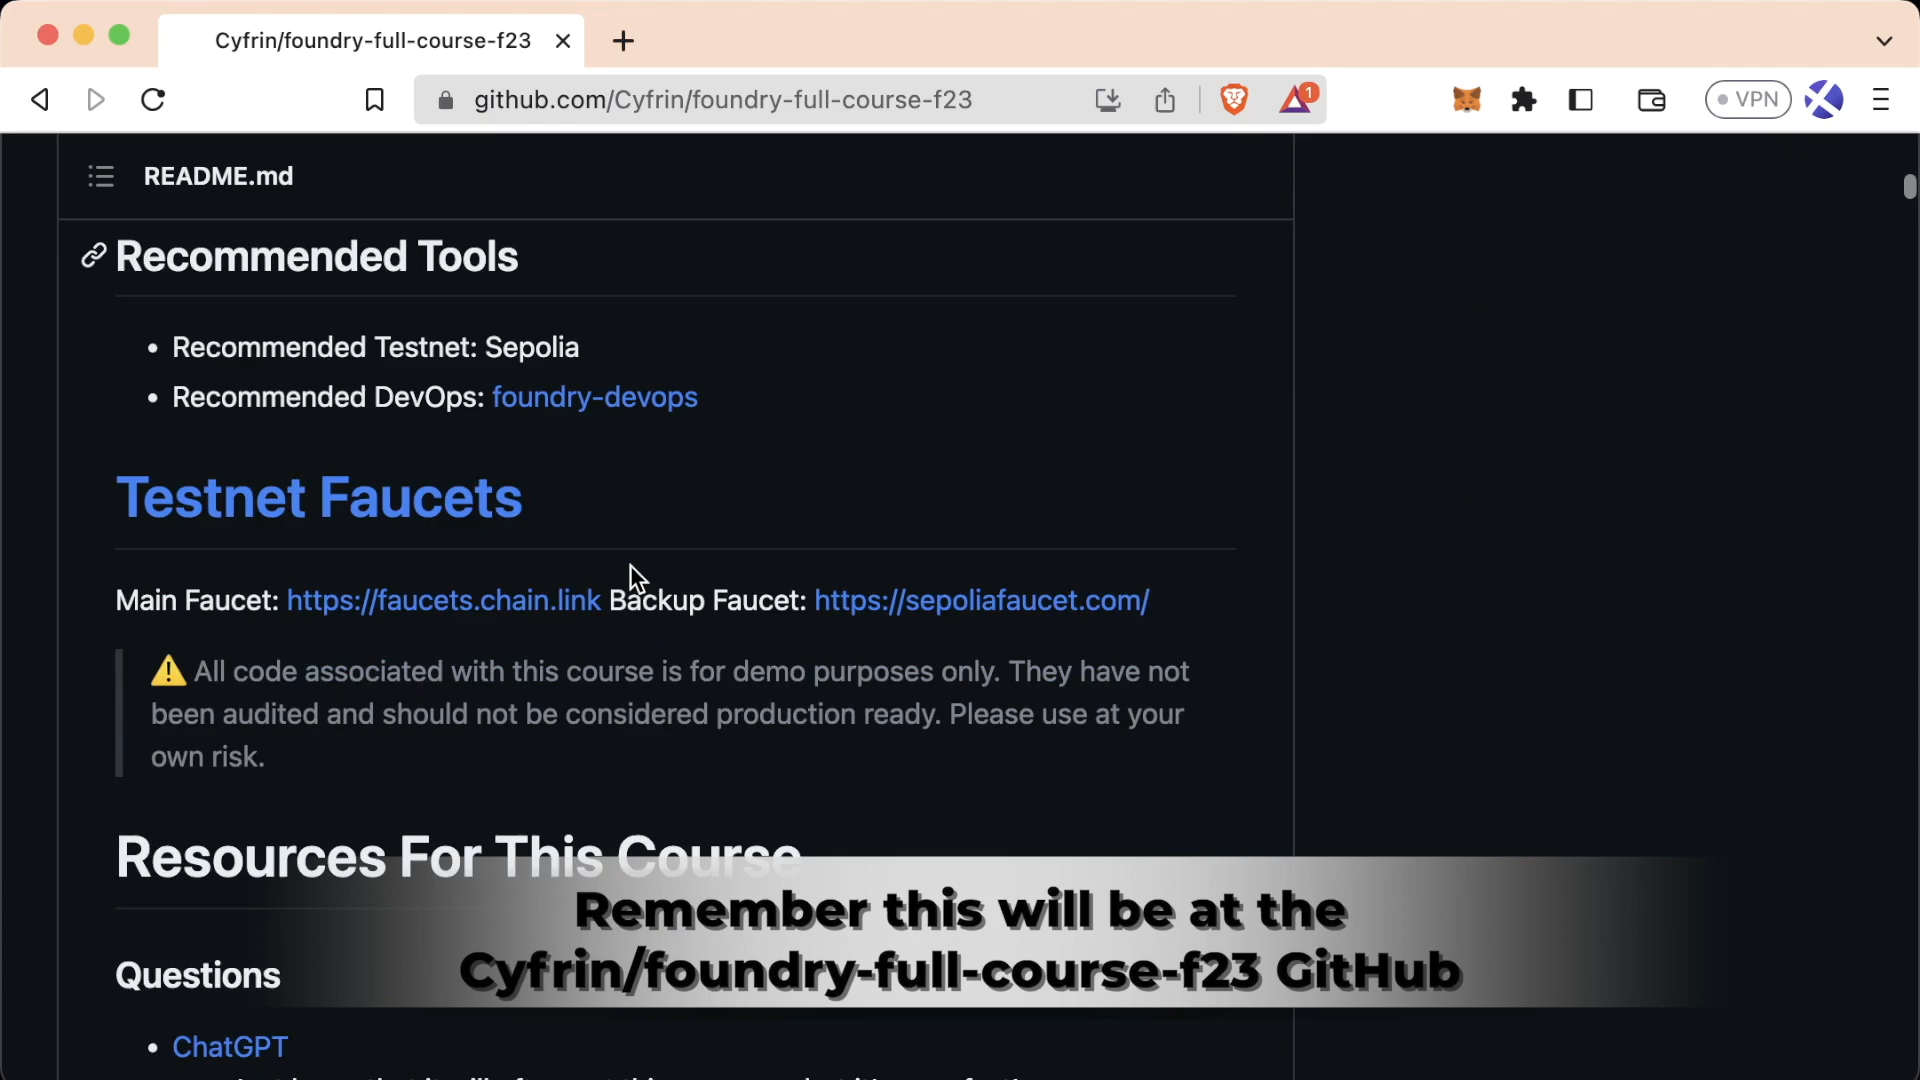 Cyfrin/foundry-full-course-f23
github.com/Cyfrin/foundry-full-course-f23
1
VPN
README.md
Recommended Tools
• Recommended Testnet: Sepolia
• Recommended DevOps: foundry-devops
Testnet Faucets
Main Faucet: https://faucets.chain.link Backup Faucet: https://sepoliafaucet.com/
⚠️ All code associated with this course is for demo purposes only. They have not
been audited and should not be considered production ready. Please use at your
own risk.
Resources For This Course
Remember this will be at the
Cyfrin/foundry-full-course-f23 GitHub
Questions
• ChatGPT